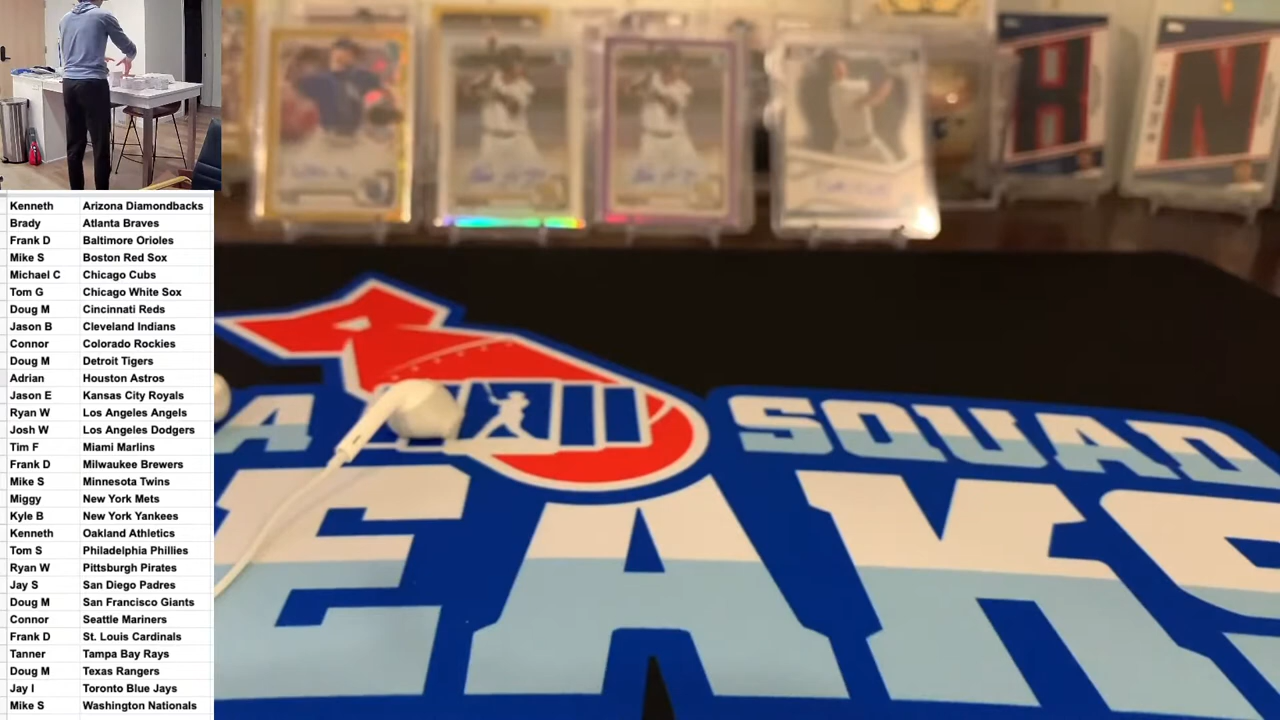 Kenneth Arizona Diamondbacks
Brady Atlanta Braves
Frank D Baltimore Orioles
Mike S Boston Red Sox
Michael C Chicago Cubs
Tom G Chicago White Sox
Doug M Cincinnati Reds
Jason B Cleveland Indians
Connor Colorado Rockies
Doug M Detroit Tigers
Adrian Houston Astros
Jason E Kansas City Royals
Ryan W Los Angeles Angels
Josh W Los Angeles Dodgers
Tim F Miami Marlins
Frank D Milwaukee Brewers
Mike S Minnesota Twins
Miggy New York Mets
Kyle B New York Yankees
Kenneth Oakland Athletics
Tom S Philadelphia Phillies
Ryan W Pittsburgh Pirates
Jay S San Diego Padres
Doug M San Francisco Giants
Connor Seattle Mariners
Frank D St. Louis Cardinals
Tanner Tampa Bay Rays
Doug M Texas Rangers
Jay I Toronto Blue Jays
Mike S Washington Nationals
H N
A SQUAD
EAKS